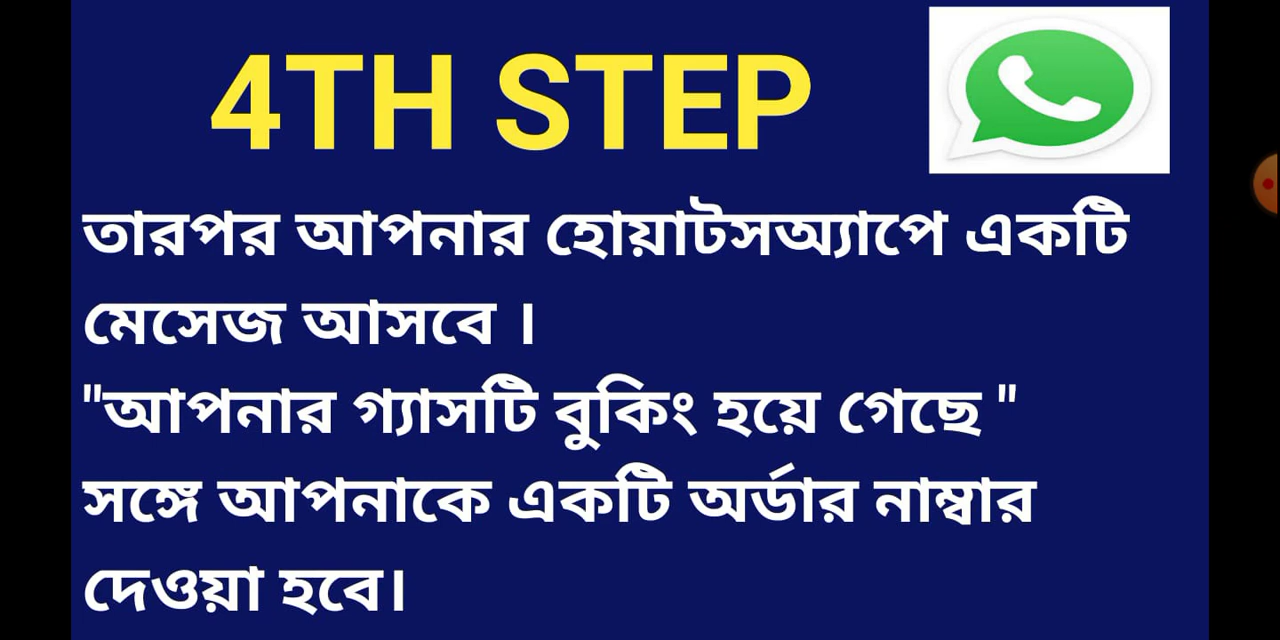 4TH STEP
তারপর আপনার হোয়াটসঅ্যাপে একটি
মেসেজ আসবে ।
"আপনার গ্যাসটি বুকিং হয়ে গেছে "
সঙ্গে আপনাকে একটি অর্ডার নাম্বার
দেওয়া হবে।